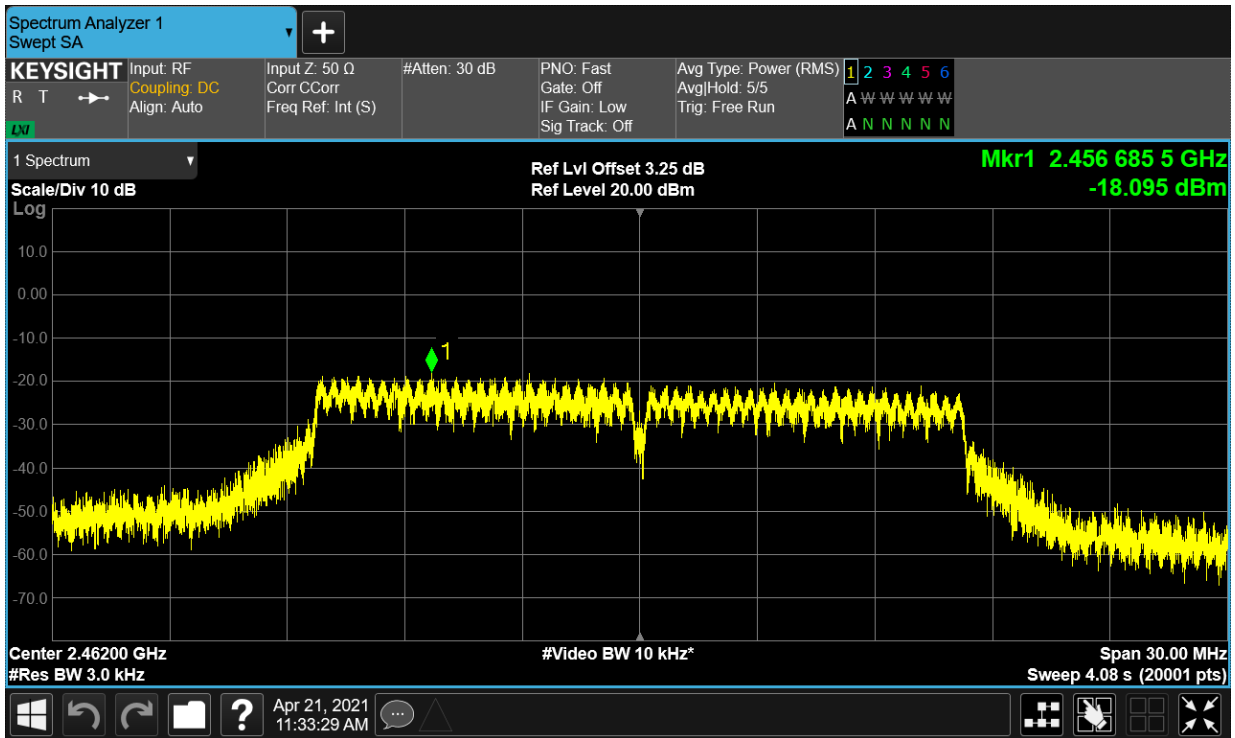 Spectrum Analyzer 1
Swept SA
KEYSIGHT
R T
LXI
Input: RF
Coupling: DC
Align: Auto
Input Z: 50 Ω
Corr CCorr
Freq Ref: Int (S)
#Atten: 30 dB
PNO: Fast
Gate: Off
IF Gain: Low
Sig Track: Off
Avg Type: Power (RMS)
Avg|Hold: 5/5
Trig: Free Run
1 2 3 4 5 6
A W W W W W
A N N N N N
1 Spectrum
Scale/Div 10 dB
Log
Ref Lvl Offset 3.25 dB
Ref Level 20.00 dBm
Mkr1 2.456 685 5 GHz
-18.095 dBm
10.0
0.00
-10.0
1
-20.0
-30.0
-40.0
-50.0
-60.0
-70.0
Center 2.46200 GHz
#Video BW 10 kHz*
Span 30.00 MHz
#Res BW 3.0 kHz
Sweep 4.08 s (20001 pts)
?
Apr 21, 2021
11:33:29 AM